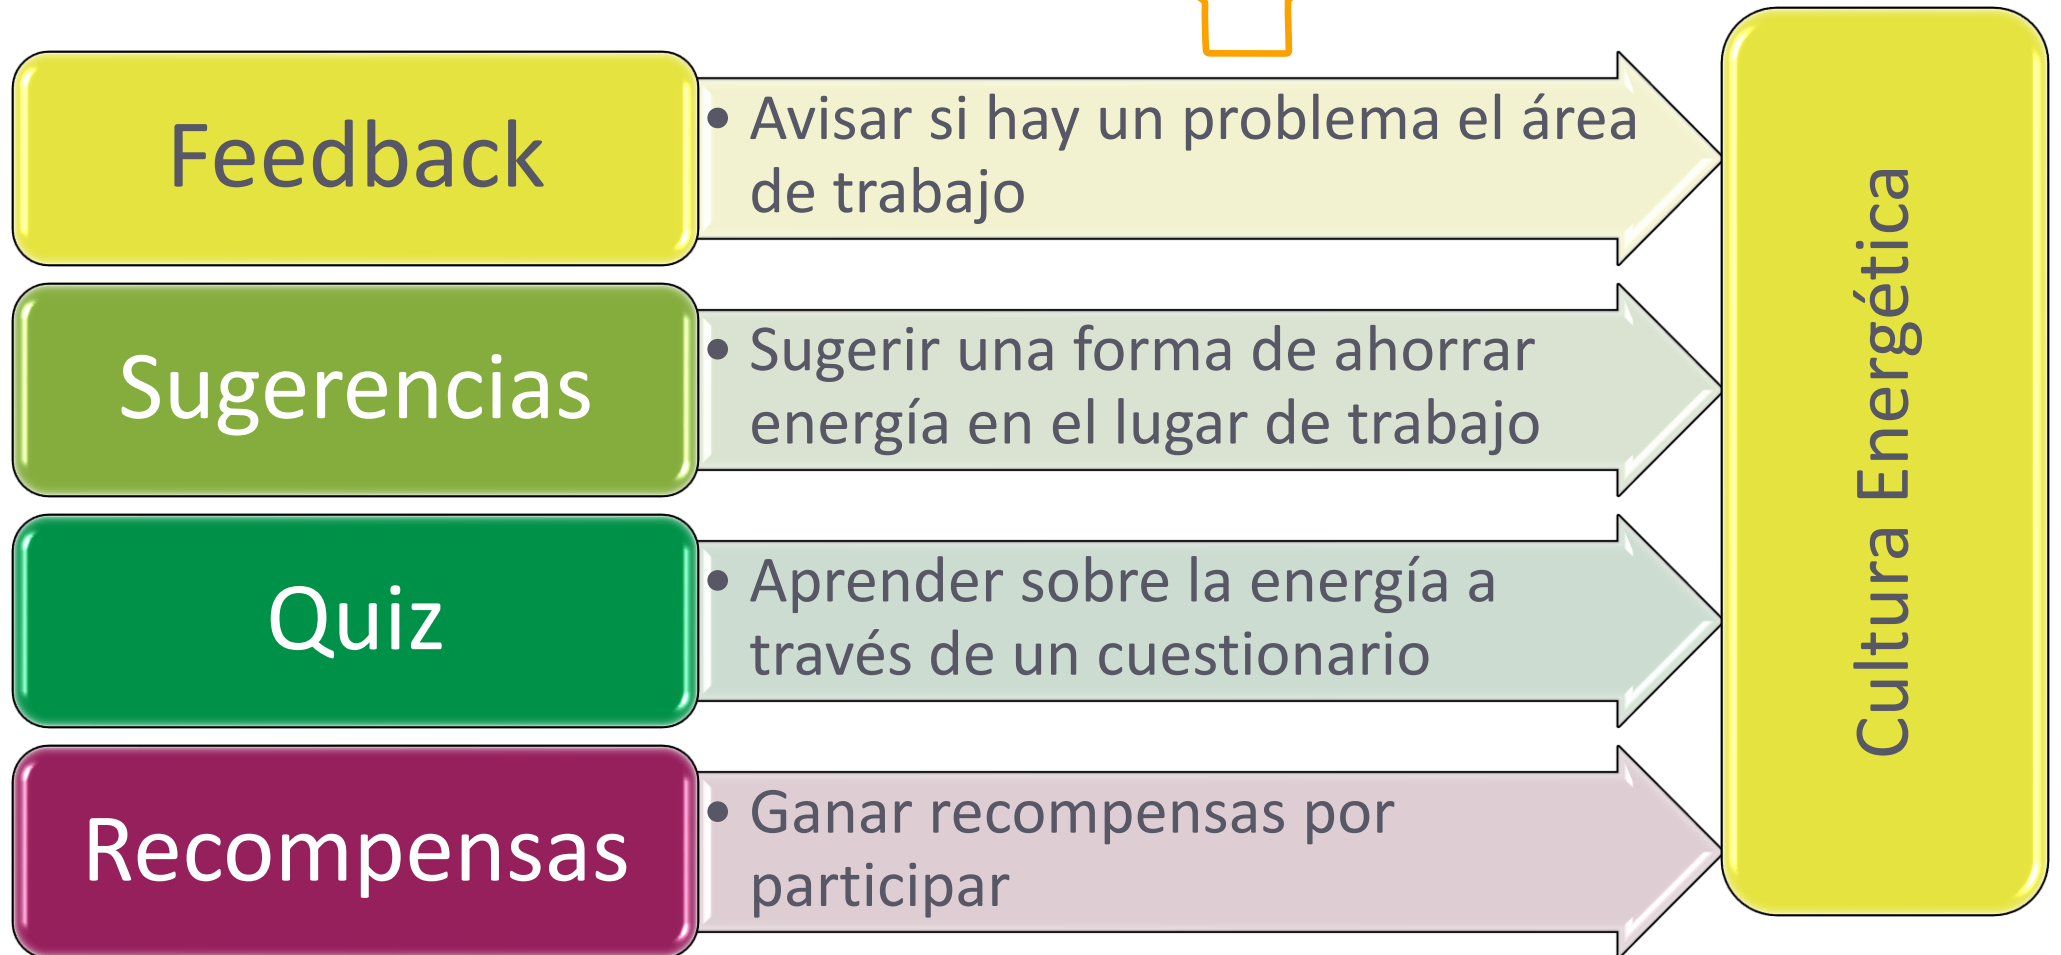 Feedback
• Avisar si hay un problema el área
de trabajo
Sugerencias
• Sugerir una forma de ahorrar
energía en el lugar de trabajo
Quiz
• Aprender sobre la energía a
través de un cuestionario
Recompensas
• Ganar recompensas por
participar
Cultura Energética